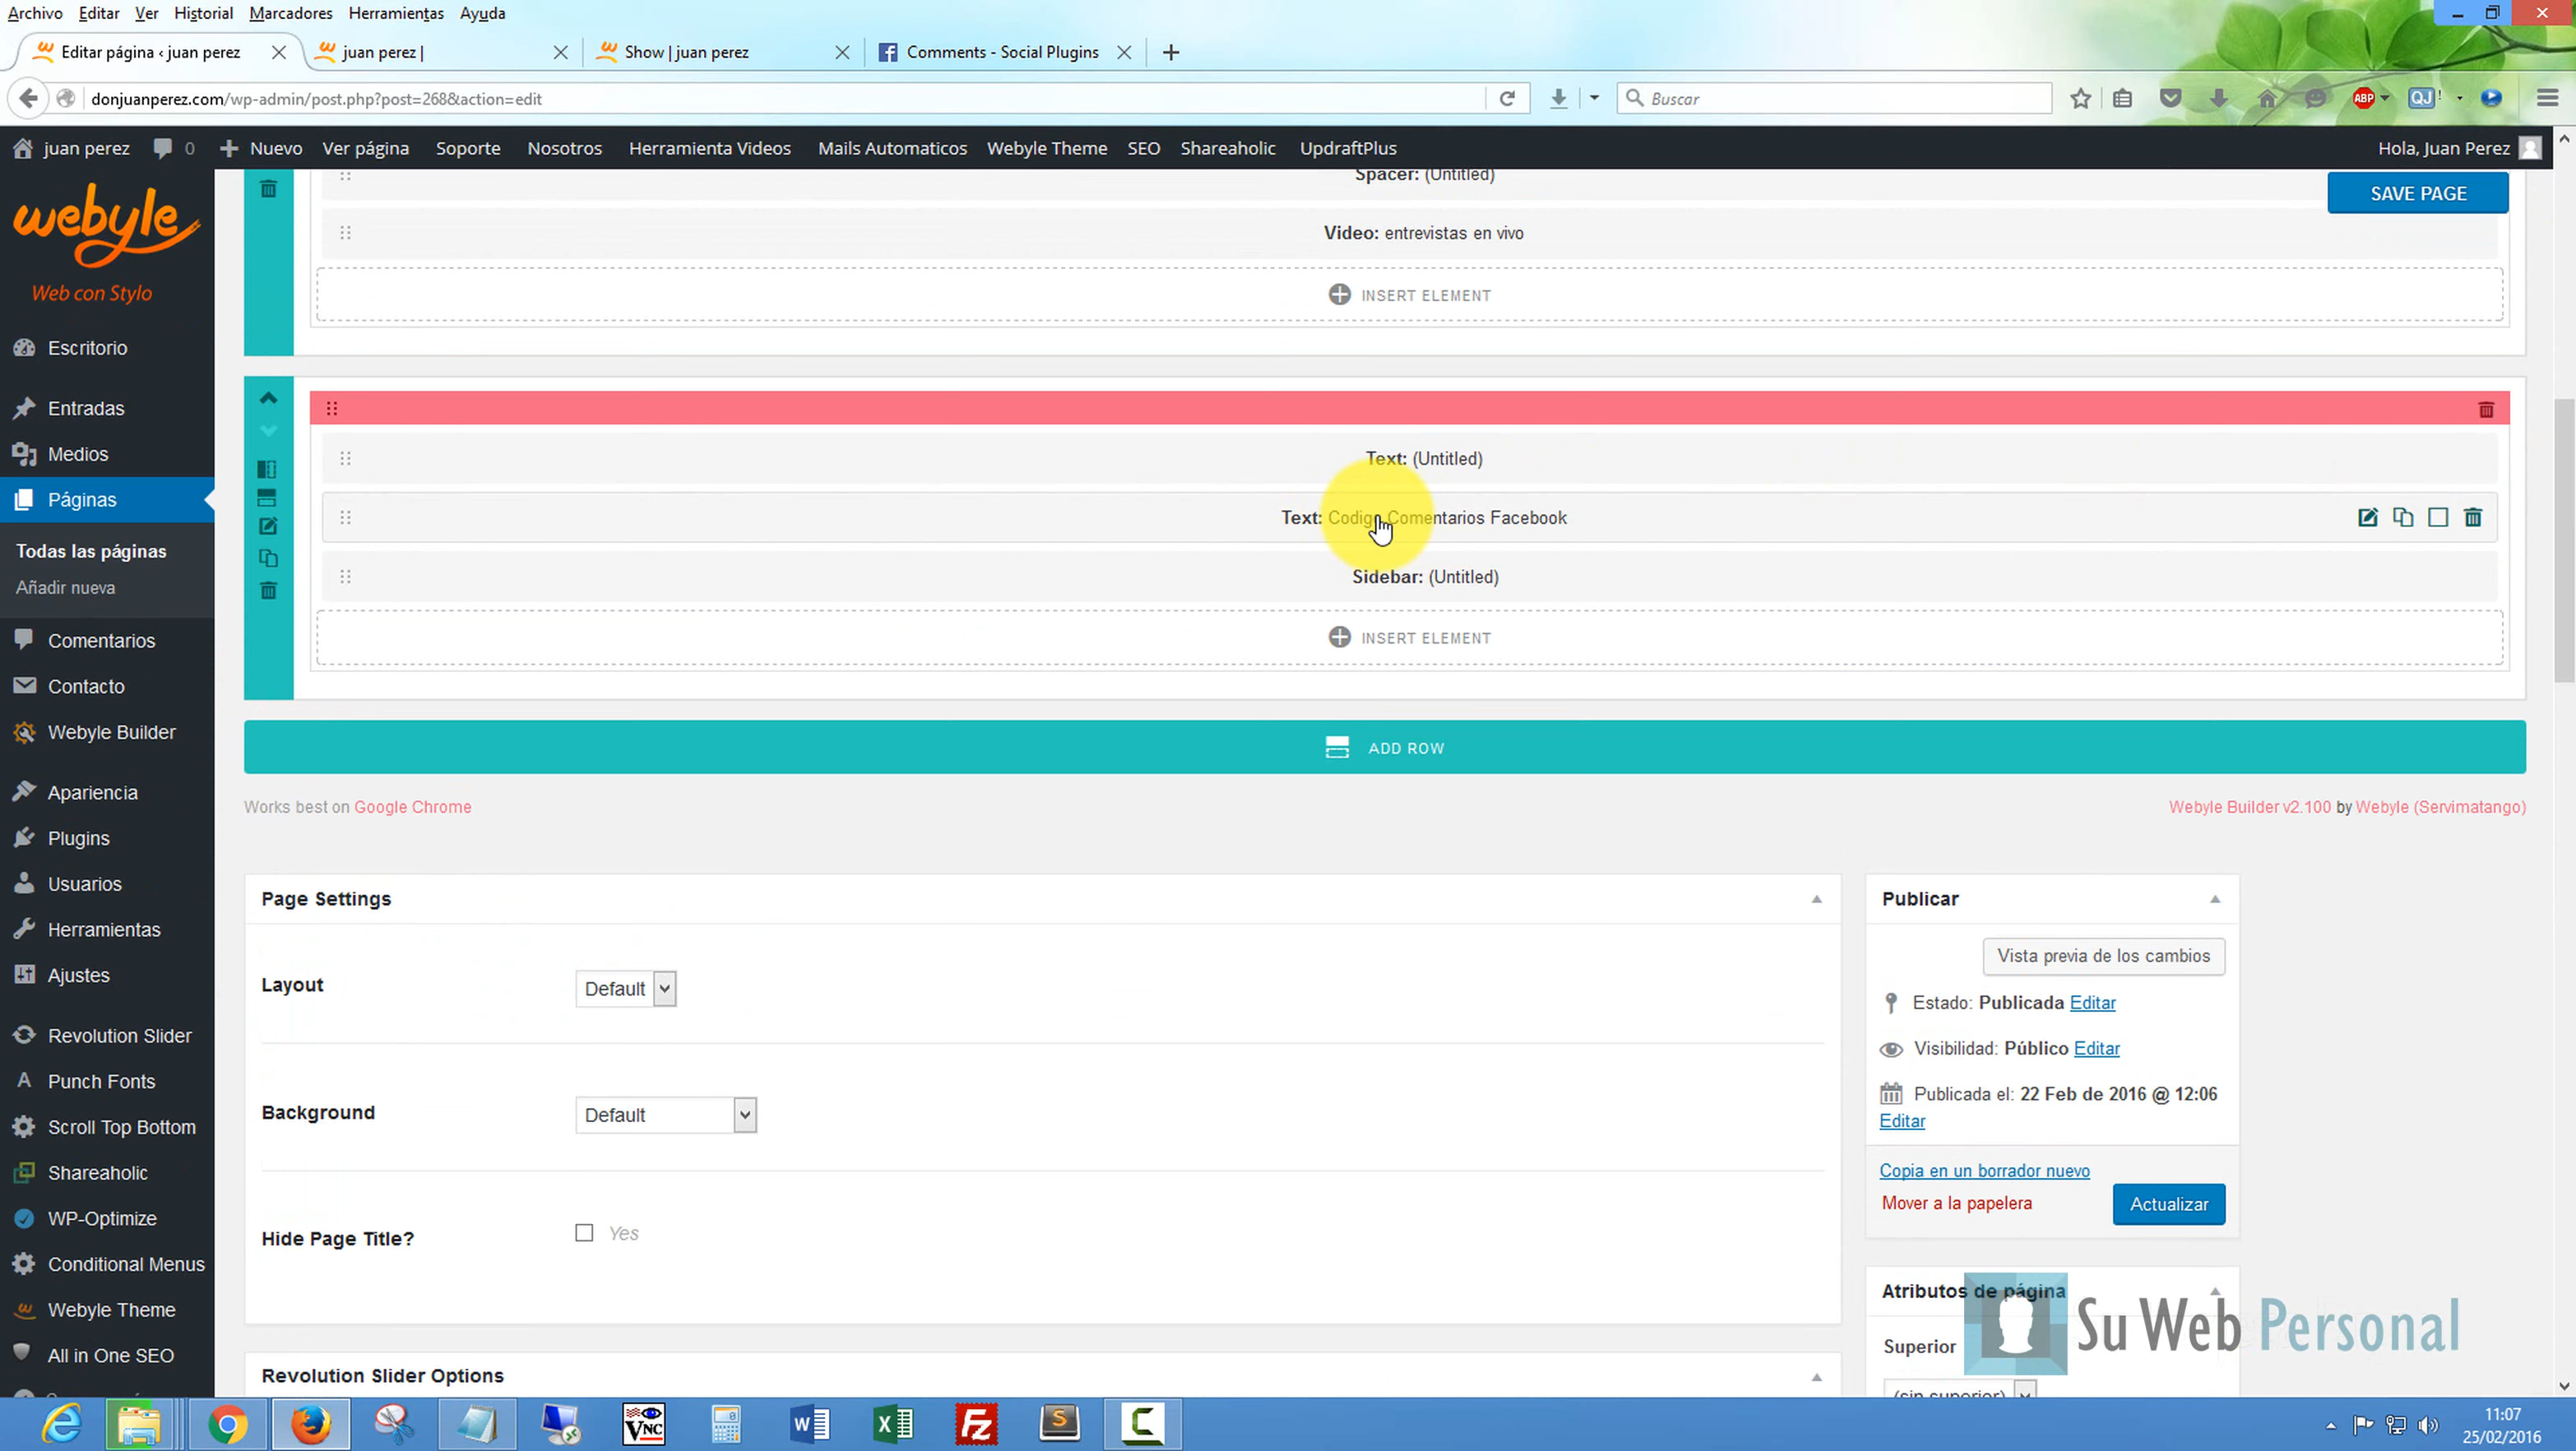 Archivo Editar Ver Historial Marcadores Herramientas Ayuda
Editar página ‹ juan perez
juan perez |
Show | juan perez
Comments - Social Plugins
donjuanperez.com/wp-admin/post.php?post=268&action=edit
Buscar
ABP
QJ
juan perez 0 Nuevo Ver página Soporte Nosotros Herramienta Videos Mails Automaticos Webyle Theme SEO Shareaholic UpdraftPlus Hola, Juan Perez
webyle
Web con Stylo
Escritorio
Entradas
Medios
Páginas
Todas las páginas
Añadir nueva
Comentarios
Contacto
Webyle Builder
Apariencia
Plugins
Usuarios
Herramientas
Ajustes
Revolution Slider
Punch Fonts
Scroll Top Bottom
Shareaholic
WP-Optimize
Conditional Menus
Webyle Theme
All in One SEO
Spacer: (Untitled)
SAVE PAGE
Video: entrevistas en vivo
INSERT ELEMENT
Text: (Untitled)
Text: Codigo Comentarios Facebook
Sidebar: (Untitled)
INSERT ELEMENT
ADD ROW
Works best on Google Chrome
Webyle Builder v2.100 by Webyle (Servimatango)
Page Settings
Layout
Default
Background
Default
Hide Page Title?
Yes
Revolution Slider Options
Publicar
Vista previa de los cambios
Estado: Publicada Editar
Visibilidad: Público Editar
Publicada el: 22 Feb de 2016 @ 12:06
Editar
Copia en un borrador nuevo
Mover a la papelera
Actualizar
Atributos de página
Superior
(sin superior)
Su Web Personal
11:07
25/02/2016